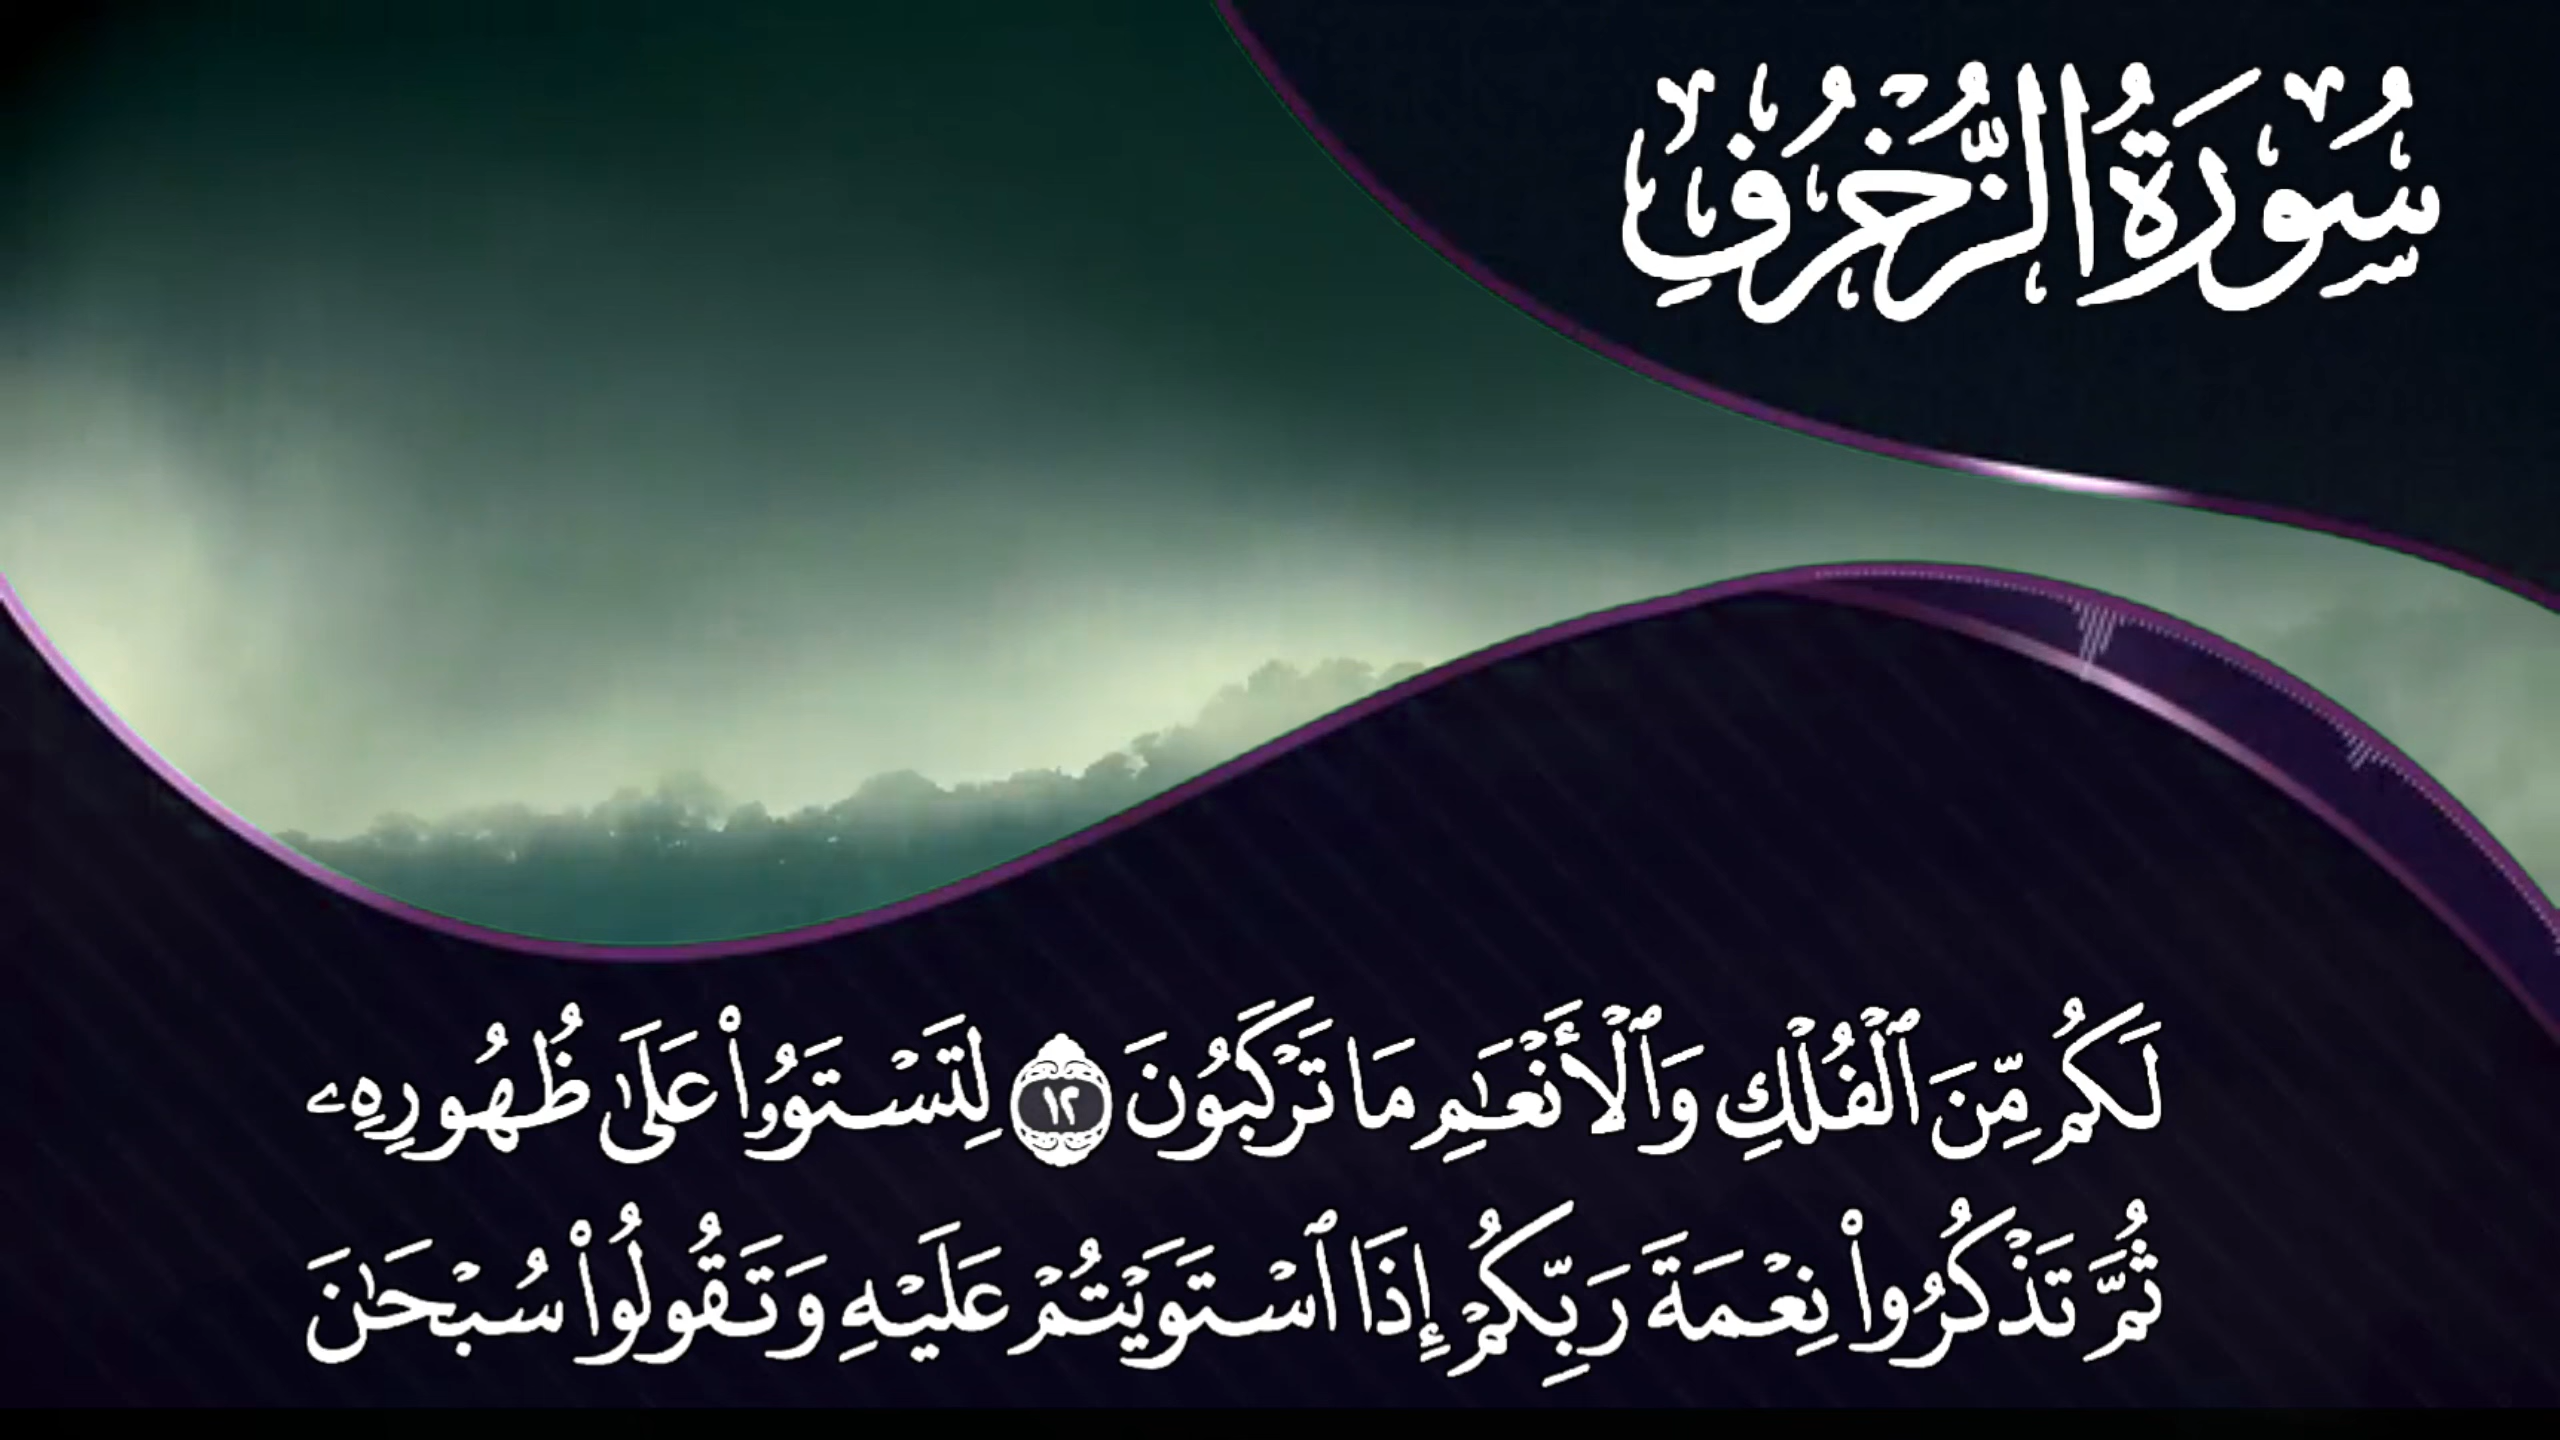 سُورَةُ الزُّخْرُفِ
لَكُم مِّنَ ٱلْفُلْكِ وَٱلْأَنْعَٰمِ مَا تَرْكَبُونَ ١٢ لِتَسْتَوُۥا۟ عَلَىٰ ظُهُورِهِۦ
ثُمَّ تَذْكُرُوا۟ نِعْمَةَ رَبِّكُمْ إِذَا ٱسْتَوَيْتُمْ عَلَيْهِ وَتَقُولُوا۟ سُبْحَٰنَ